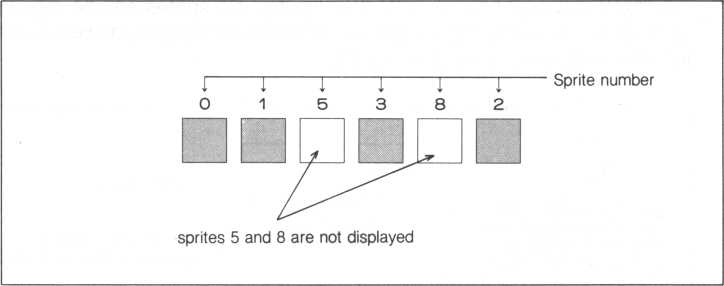 Sprite number
0 1 5 3 8 2
sprites 5 and 8 are not displayed